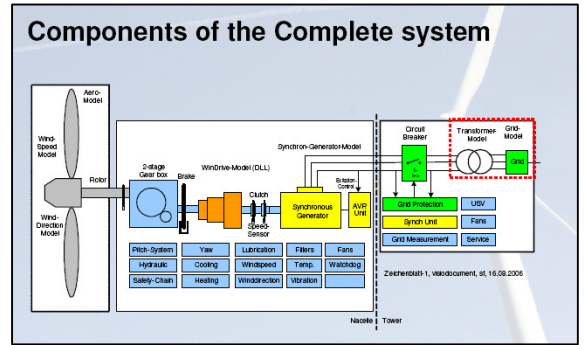 Components of the Complete system
Aero-
Model
Wind-
Speed
Model
Rotor
Wind-
Direction
Model
2-stage
Gear box
Brake
WinDrive-Model (DLL)
Clutch
Speed-
Sensor
Synchron-Generator-Model
Synchronous
Generator
Exitation-
Control
AVR
Unit
Circuit
Breaker
Transformer-
Model
Grid-
Model
Grid
Grid Protection
USV
Synch Unit
Fans
Grid Measurement
Service
Pitch-System
Yaw
Lubrication
Filters
Fans
Hydraulic
Cooling
Windspeed
Temp.
Watchdog
Safety-Chain
Heating
Winddirection
Vibration
Zeichenblatt-1, visiodocument, sf, 16.08.2006
Nacelle
Tower